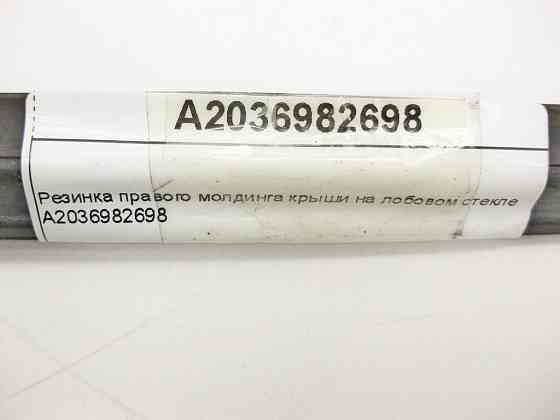 A2036982698
Резинка правого молдинга крыши на лобовом стекле
A2036982698